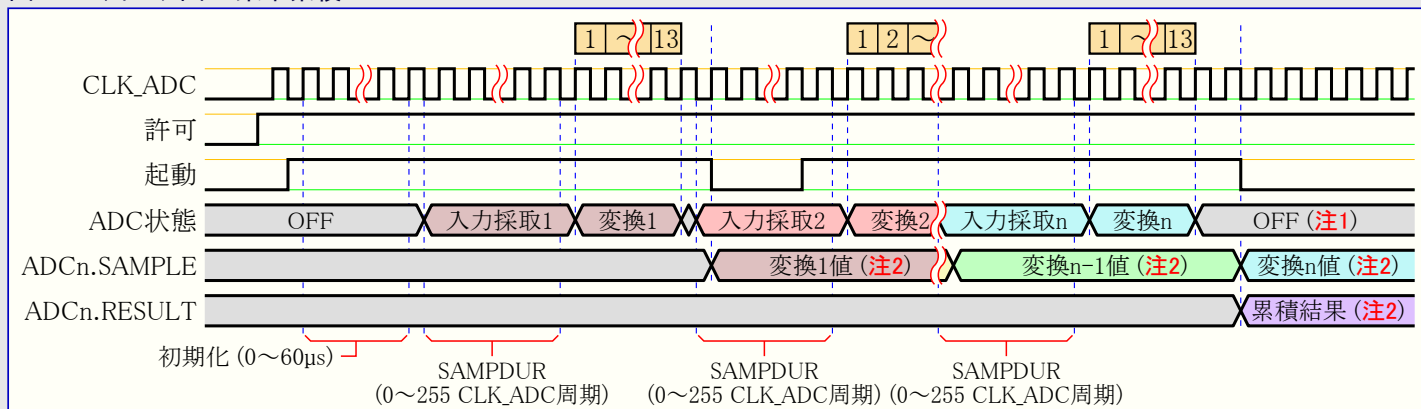 1 ～ 13
1 2 ～
1 ～ 13
CLK_ADC
許可
起動
ADC状態
OFF
入力採取1
変換1
入力採取2
変換2
入力採取n
変換n
OFF (注1)
ADCn.SAMPLE
変換1値 (注2)
変換n-1値 (注2)
変換n値 (注2)
ADCn.RESULT
累積結果 (注2)
初期化 (0～60µs)
SAMPDUR
(0～255 CLK_ADC周期)
SAMPDUR
(0～255 CLK_ADC周期)
SAMPDUR
(0～255 CLK_ADC周期)